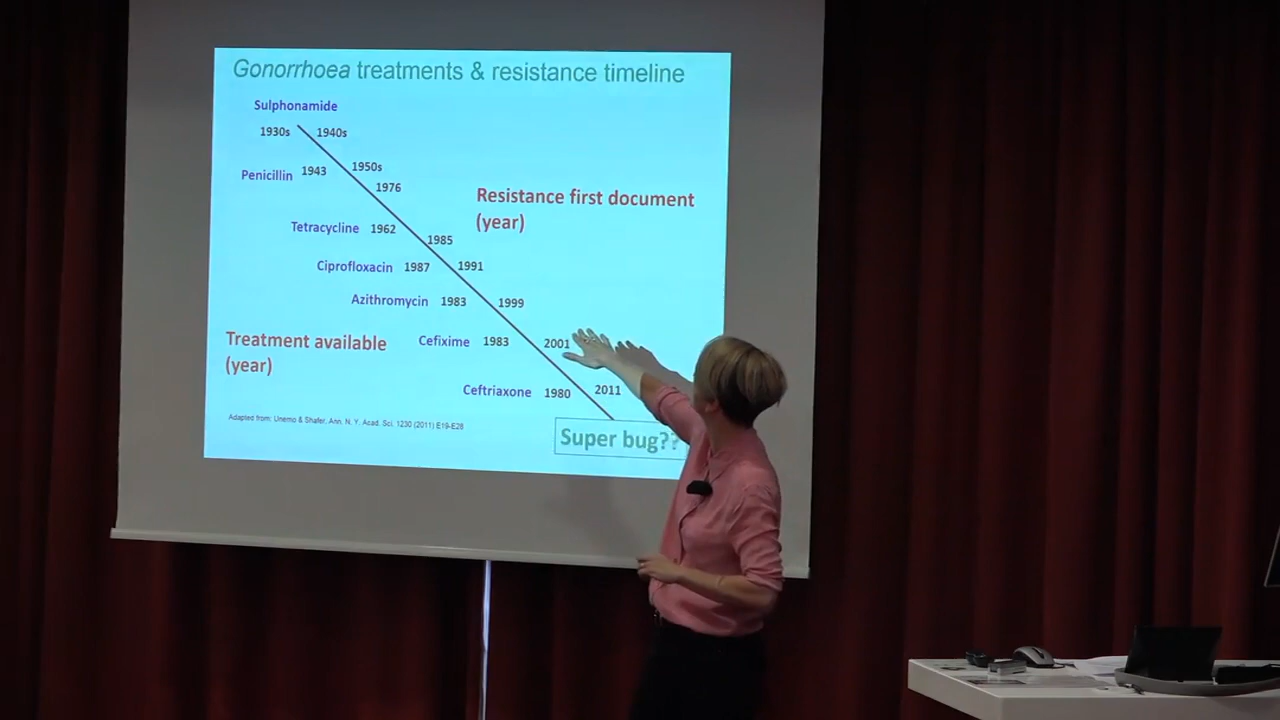 Gonorrhoea treatments & resistance timeline
Sulphonamide
1930s 1940s
1950s
Penicillin 1943
1976
Resistance first document
(year)
Tetracycline 1962
1985
Ciprofloxacin 1987 1991
Azithromycin 1983 1999
Treatment available
(year)
Cefixime 1983 2001
Ceftriaxone 1980 2011
Adapted from: Unemo & Shafer, Ann. N. Y. Acad. Sci. 1230 (2011) E19-E28
Super bug??